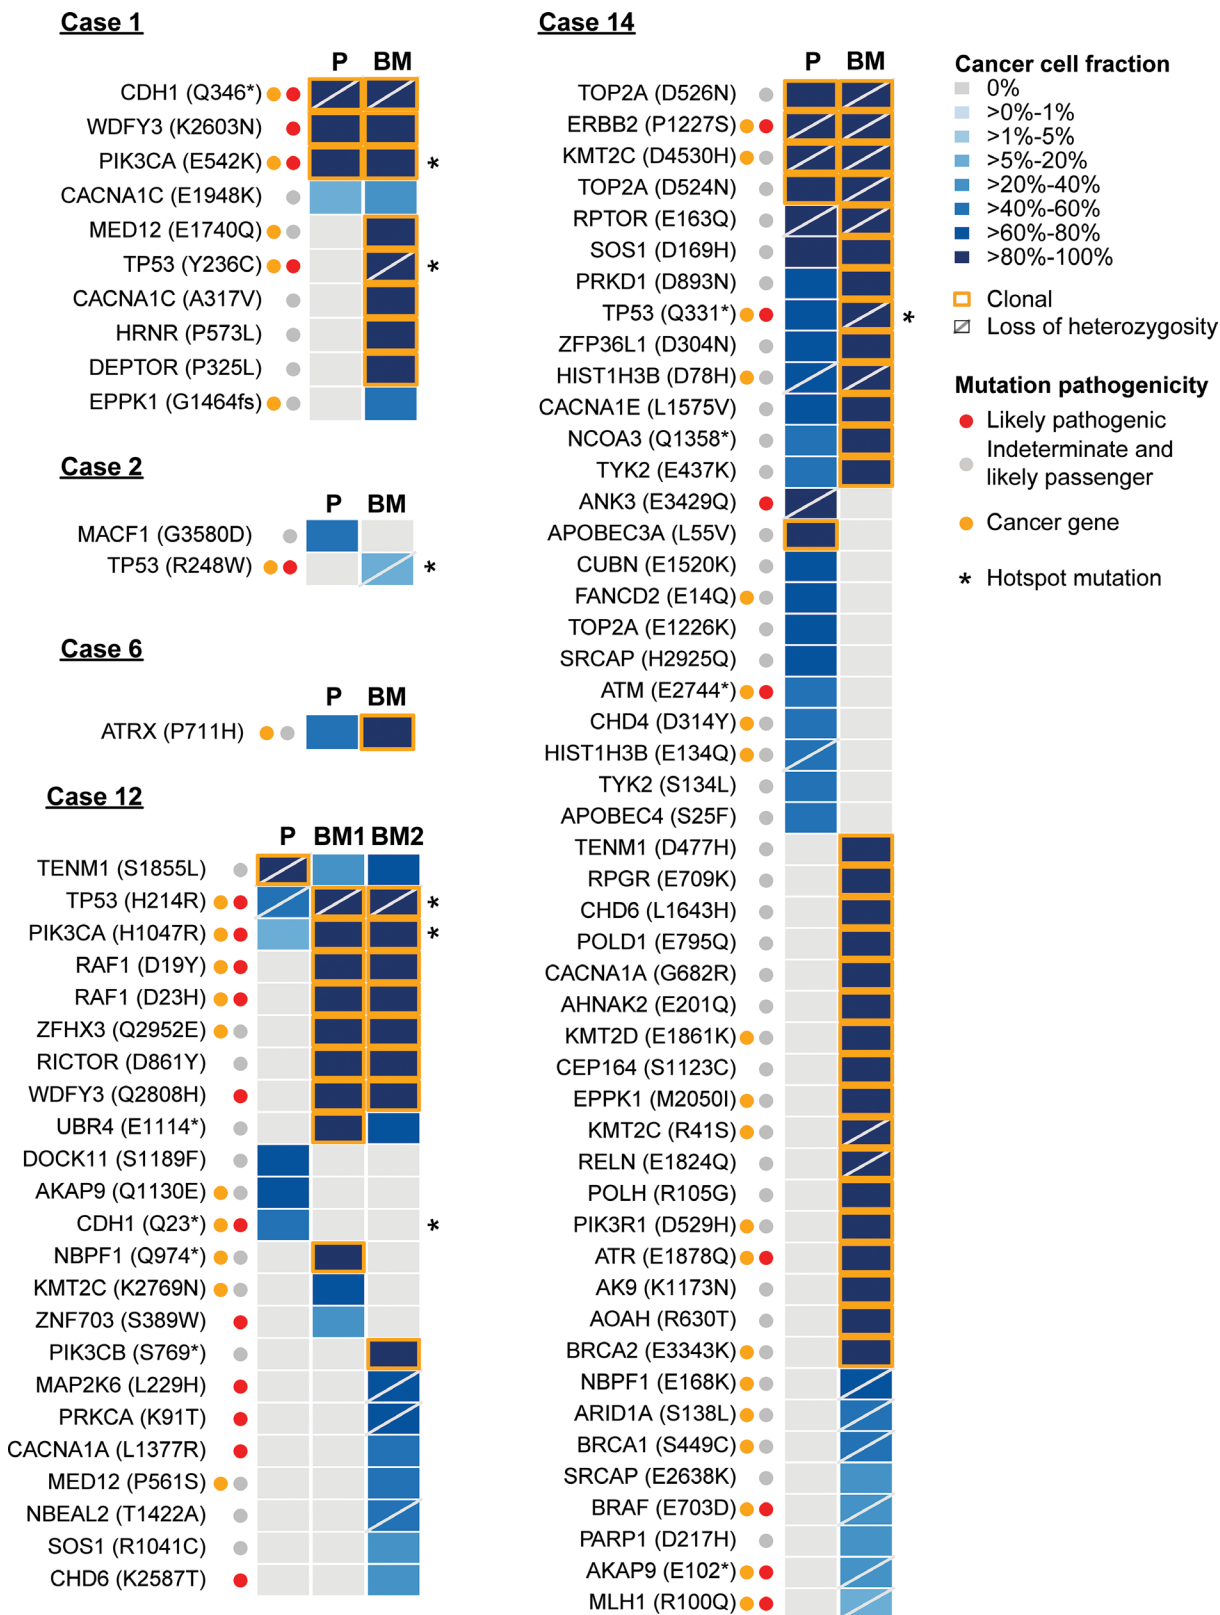 Case 1
P BM
CDH1 (Q346*)
WDFY3 (K2603N)
PIK3CA (E542K) *
CACNA1C (E1948K)
MED12 (E1740Q)
TP53 (Y236C) *
CACNA1C (A317V)
HRNR (P573L)
DEPTOR (P325L)
EPPK1 (G1464fs)
Case 2
P BM
MACF1 (G3580D)
TP53 (R248W) *
Case 6
P BM
ATRX (P711H)
Case 12
P BM1 BM2
TENM1 (S1855L)
TP53 (H214R) *
PIK3CA (H1047R) *
RAF1 (D19Y)
RAF1 (D23H)
ZFHX3 (Q2952E)
RICTOR (D861Y)
WDFY3 (Q2808H)
UBR4 (E1114*)
DOCK11 (S1189F)
AKAP9 (Q1130E)
CDH1 (Q23*) *
NBPF1 (Q974*)
KMT2C (K2769N)
ZNF703 (S389W)
PIK3CB (S769*)
MAP2K6 (L229H)
PRKCA (K91T)
CACNA1A (L1377R)
MED12 (P561S)
NBEAL2 (T1422A)
SOS1 (R1041C)
CHD6 (K2587T)
Case 14
P BM
TOP2A (D526N)
ERBB2 (P1227S)
KMT2C (D4530H)
TOP2A (D524N)
RPTOR (E163Q)
SOS1 (D169H)
PRKD1 (D893N)
TP53 (Q331*) *
ZFP36L1 (D304N)
HIST1H3B (D78H)
CACNA1E (L1575V)
NCOA3 (Q1358*)
TYK2 (E437K)
ANK3 (E3429Q)
APOBEC3A (L55V)
CUBN (E1520K)
FANCD2 (E14Q)
TOP2A (E1226K)
SRCAP (H2925Q)
ATM (E2744*)
CHD4 (D314Y)
HIST1H3B (E134Q)
TYK2 (S134L)
APOBEC4 (S25F)
TENM1 (D477H)
RPGR (E709K)
CHD6 (L1643H)
POLD1 (E795Q)
CACNA1A (G682R)
AHNAK2 (E201Q)
KMT2D (E1861K)
CEP164 (S1123C)
EPPK1 (M2050I)
KMT2C (R41S)
RELN (E1824Q)
POLH (R105G)
PIK3R1 (D529H)
ATR (E1878Q)
AK9 (K1173N)
AOAH (R630T)
BRCA2 (E3343K)
NBPF1 (E168K)
ARID1A (S138L)
BRCA1 (S449C)
SRCAP (E2638K)
BRAF (E703D)
PARP1 (D217H)
AKAP9 (E102*)
MLH1 (R100Q)
Cancer cell fraction
0%
>0%-1%
>1%-5%
>5%-20%
>20%-40%
>40%-60%
>60%-80%
>80%-100%
Clonal
Loss of heterozygosity
Mutation pathogenicity
Likely pathogenic
Indeterminate and
likely passenger
Cancer gene
* Hotspot mutation